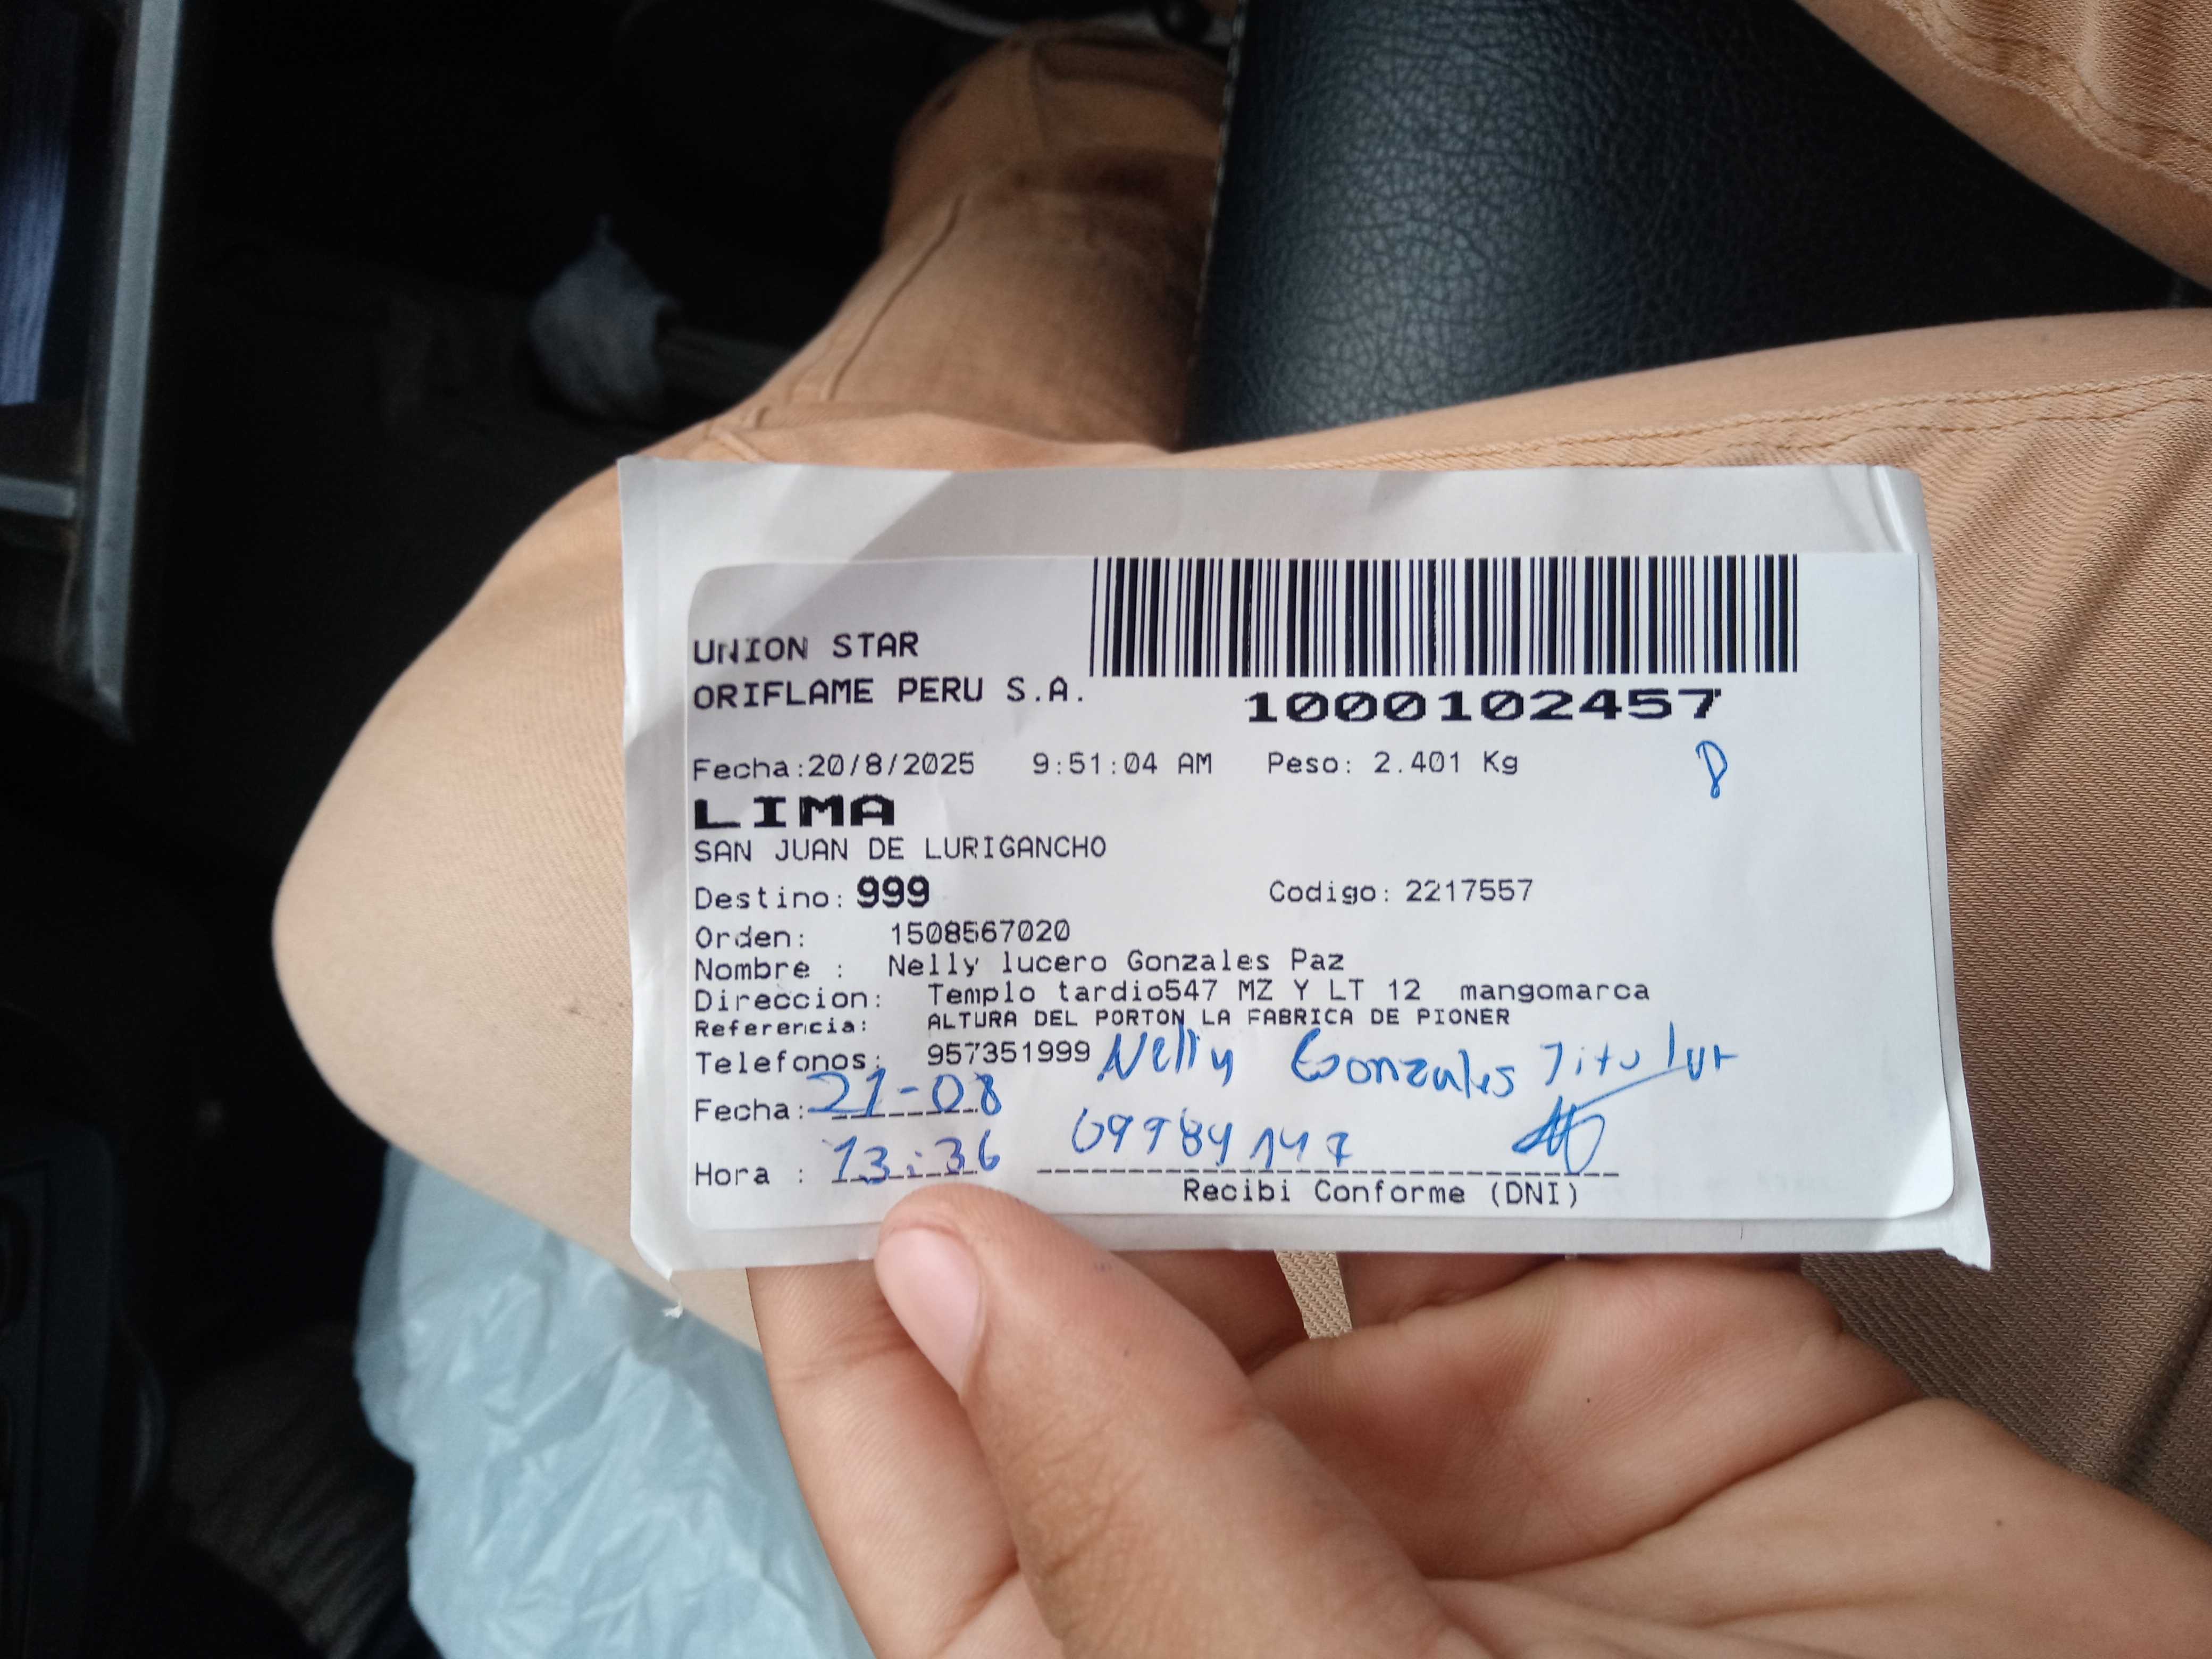 UNION STAR
ORIFLAME PERU S.A.
1000102457
Fecha:20/8/2025 9:51:04 AM Peso: 2.401 Kg
LIMA
SAN JUAN DE LURIGANCHO
Destino: 999 Codigo: 2217557
Orden: 1508567020
Nombre : Nelly lucero Gonzales Paz
Direccion: Templo tardio547 MZ Y LT 12 mangomarca
Referencia: ALTURA DEL PORTON LA FABRICA DE PIONER
Telefonos: 957351999 Nelly Gonzales Titular
Fecha: 21-08
Hora : 13:36 09984147
Recibi Conforme (DNI)